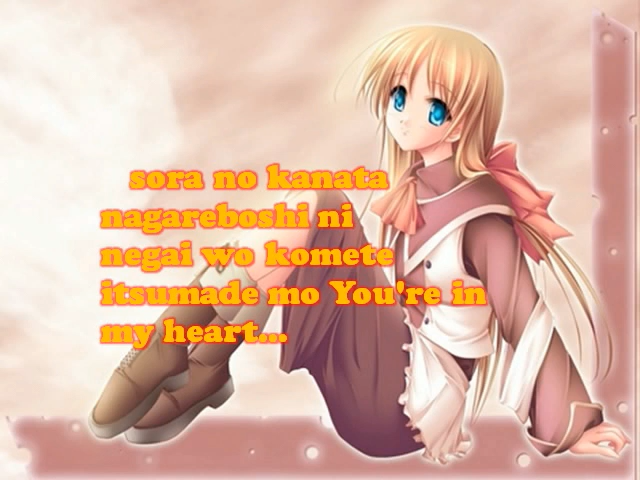 sora no kanata
nagareboshi ni
negai wo komete
itsumade mo You're in
my heart...